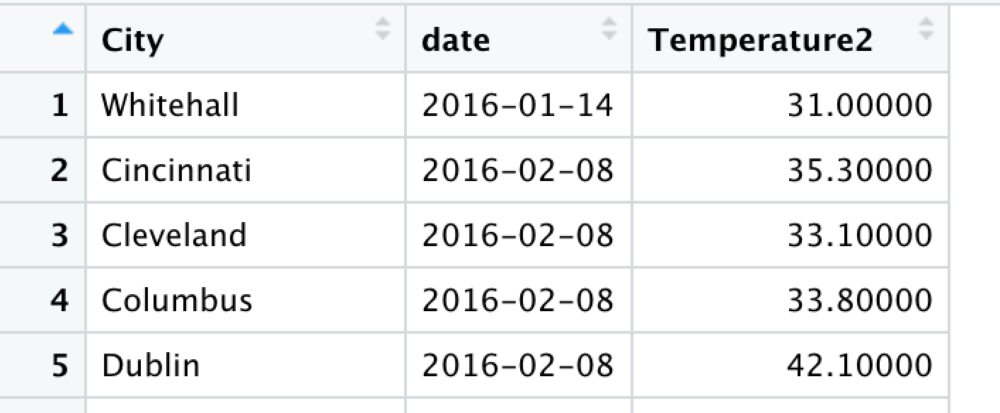 City date Temperature2
1 Whitehall 2016-01-14 31.00000
2 Cincinnati 2016-02-08 35.30000
3 Cleveland 2016-02-08 33.10000
4 Columbus 2016-02-08 33.80000
5 Dublin 2016-02-08 42.10000